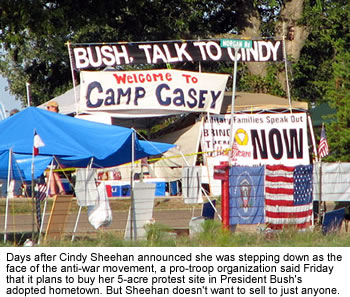 MORGAN RD
BUSH, TALK TO CINDY
Welcome To
CAMP CASEY
Military Families Speak Out
BRING
NOW
Days after Cindy Sheehan announced she was stepping down as the
face of the anti-war movement, a pro-troop organization said Friday
that it plans to buy her 5-acre protest site in President Bush's
adopted hometown. But Sheehan doesn't want to sell to just anyone.